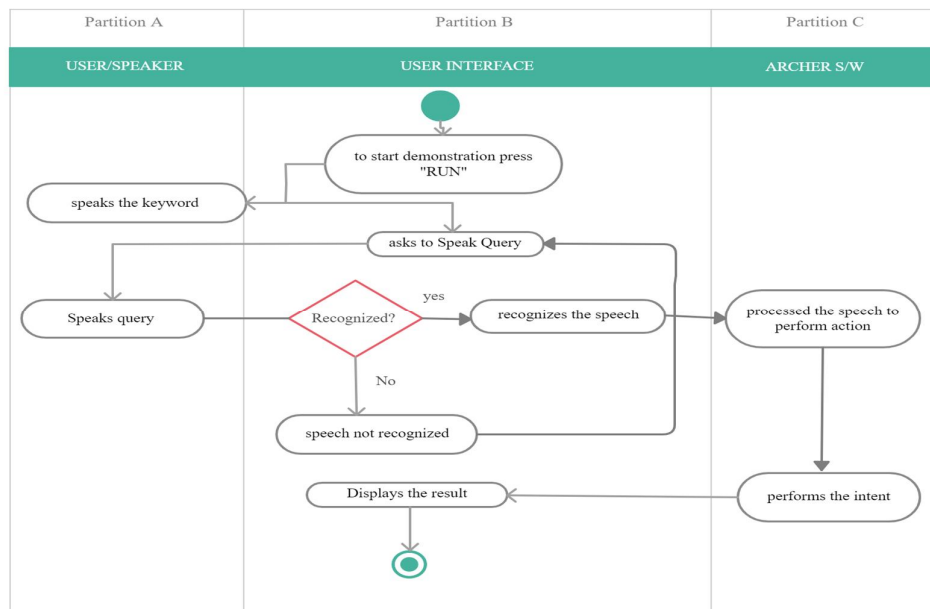 Partition A
Partition B
Partition C
USER/SPEAKER
USER INTERFACE
ARCHER S/W
to start demonstration press
"RUN"
speaks the keyword
asks to Speak Query
Speaks query
Recognized?
yes
recognizes the speech
processed the speech to
perform action
No
speech not recognized
Displays the result
performs the intent